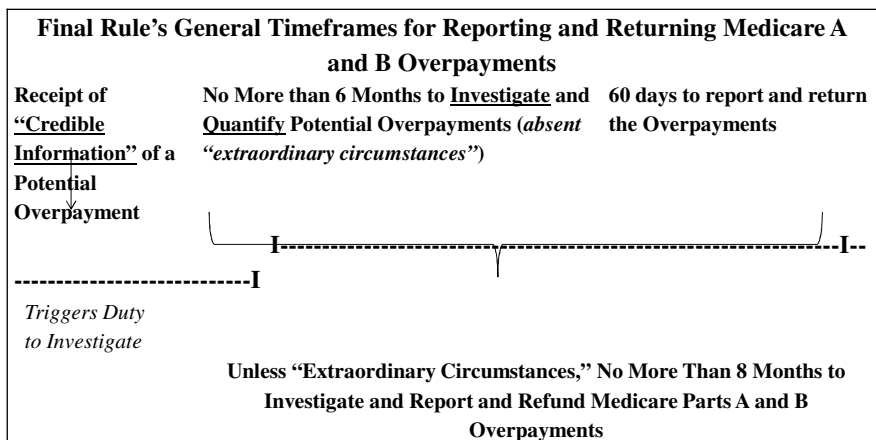 Final Rule's General Timeframes for Reporting and Returning Medicare A
and B Overpayments
Receipt of
“Credible
Information” of a
Potential
Overpayment
No More than 6 Months to Investigate and
Quantify Potential Overpayments (absent
“extraordinary circumstances”)
60 days to report and return
the Overpayments
I-------------------------------------------------------------------I--
----------------------------I
Triggers Duty
to Investigate
Unless “Extraordinary Circumstances,” No More Than 8 Months to
Investigate and Report and Refund Medicare Parts A and B
Overpayments